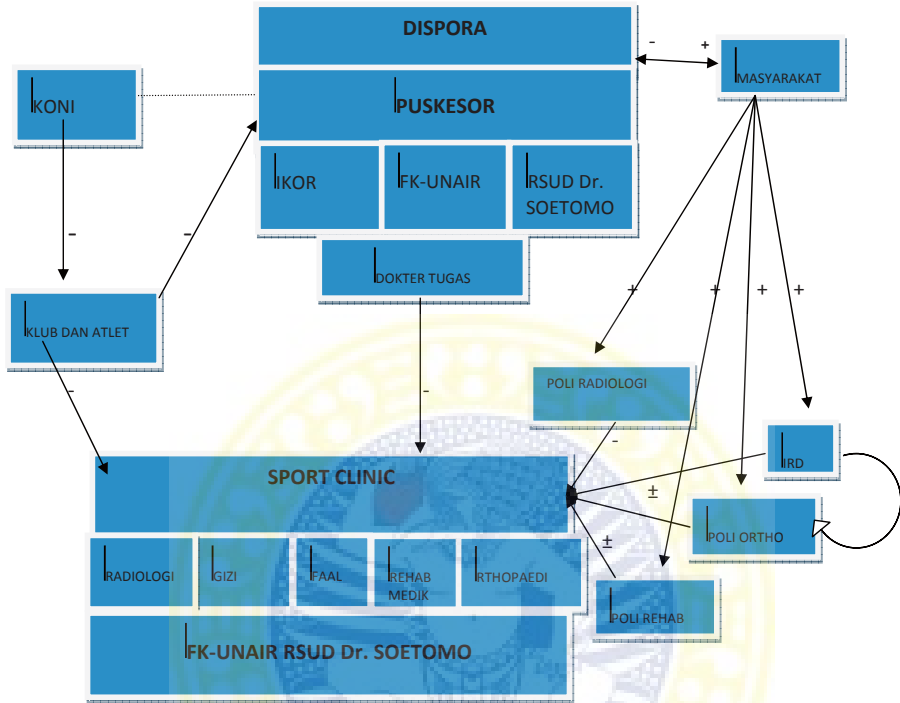 DISPORA
- +
MASYARAKAT
KONI
PUSKESOR
IKOR
FK-UNAIR
RSUD Dr.
SOETOMO
-
-
DOKTER TUGAS
KLUB DAN ATLET
+
+
+
+
POLI RADIOLOGI
-
-
-
IRD
SPORT CLINIC
±
POLI ORTHO
±
RADIOLOGI
GIZI
FAAL
REHAB
MEDIK
RTHOPAEDI
POLI REHAB
FK-UNAIR RSUD Dr. SOETOMO